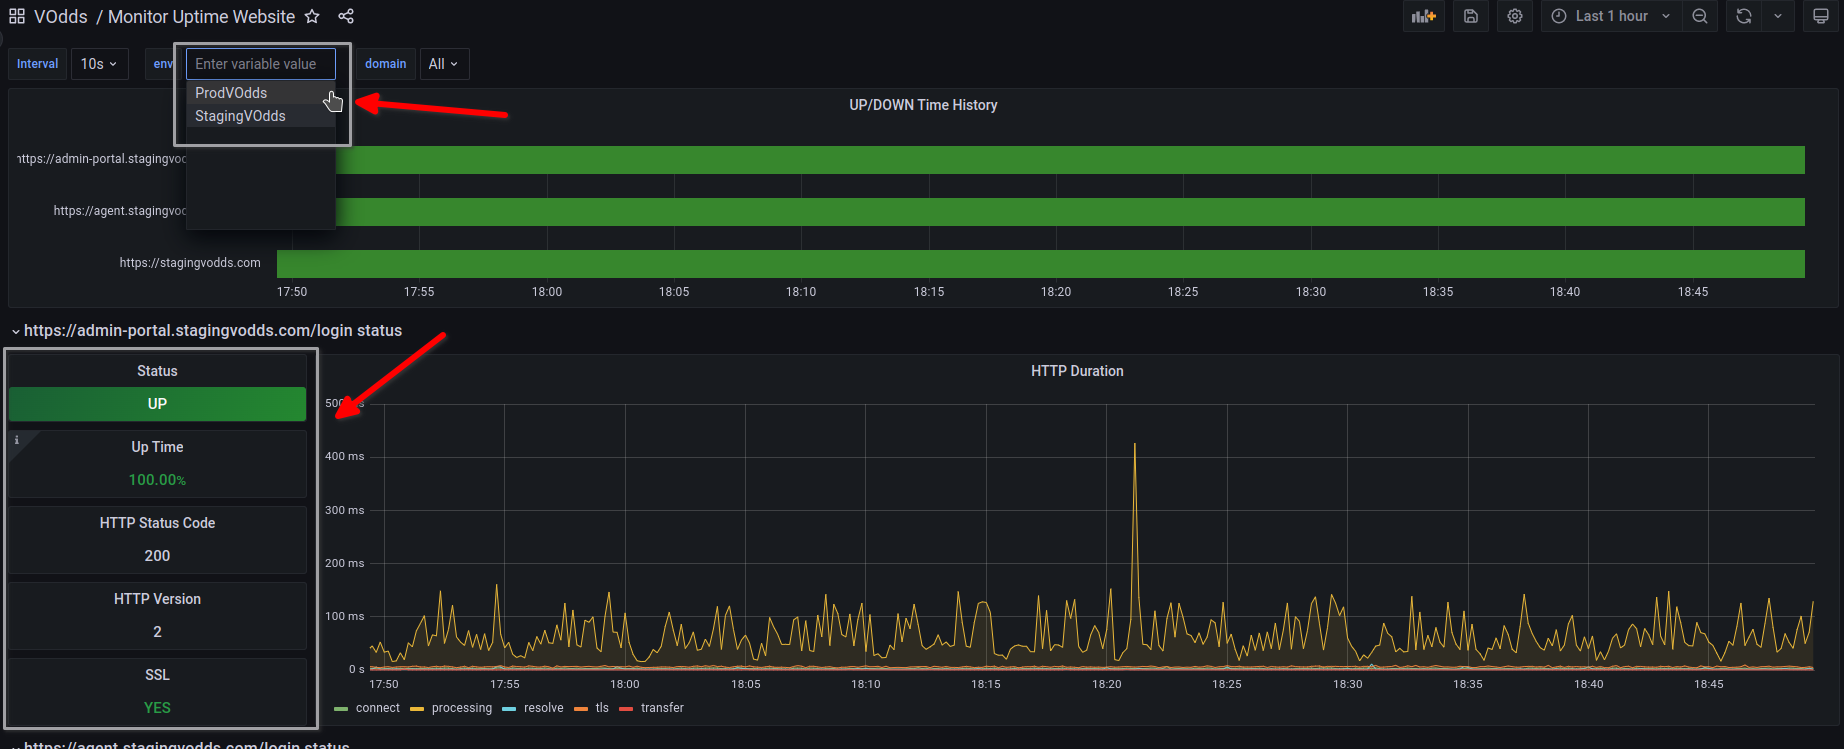 VOdds / Monitor Uptime Website
Last 1 hour
Interval 10s env Enter variable value domain All
ProdVOdds
StagingVOdds
UP/DOWN Time History
https://admin-portal.stagingvod
https://agent.stagingvod
https://stagingvodds.com
17:50 17:55 18:00 18:05 18:10 18:15 18:20 18:25 18:30 18:35 18:40 18:45
https://admin-portal.stagingvodds.com/login status
Status
UP
Up Time
100.00%
HTTP Status Code
200
HTTP Version
2
SSL
YES
HTTP Duration
500 ms
400 ms
300 ms
200 ms
100 ms
0 s
17:50 17:55 18:00 18:05 18:10 18:15 18:20 18:25 18:30 18:35 18:40 18:45
connect processing resolve tls transfer
https://agent.stagingvodds.com/login status